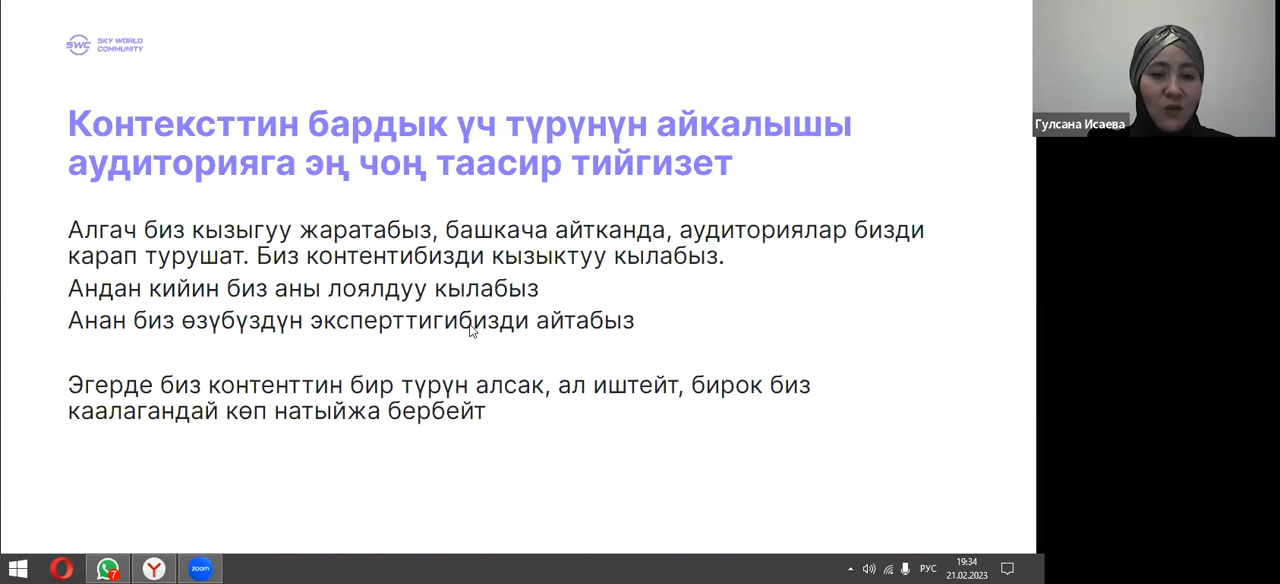 SWC SKY WORLD
COMMUNITY
Контексттин бардык үч түрүнүн айкалышы
аудиторияга эң чоң таасир тийгизет
Алгач биз кызыгуу жаратабыз, башкача айтканда, аудиториялар бизди
карап турушат. Биз контентибизди кызыктуу кылабыз.
Андан кийин биз аны лоялдуу кылабыз
Анан биз өзүбүздүн эксперттигибизди айтабыз
Эгерде биз контенттин бир түрүн алсак, ал иштейт, бирок биз
каалагандай көп натыйжа бербейт
Гулсана Исаева
7
zoom
РУС
19:34
21.02.2023